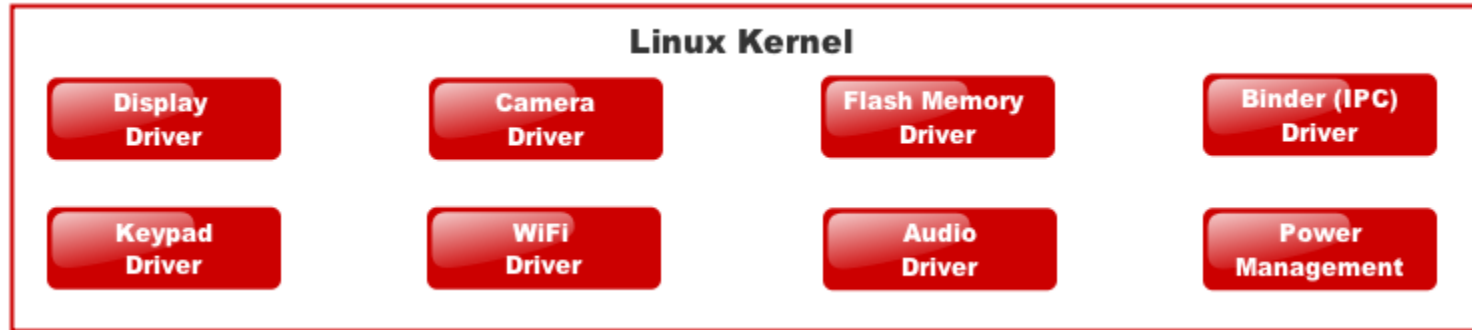 Linux Kernel
Display
Driver
Camera
Driver
Flash Memory
Driver
Binder (IPC)
Driver
Keypad
Driver
WiFi
Driver
Audio
Driver
Power
Management